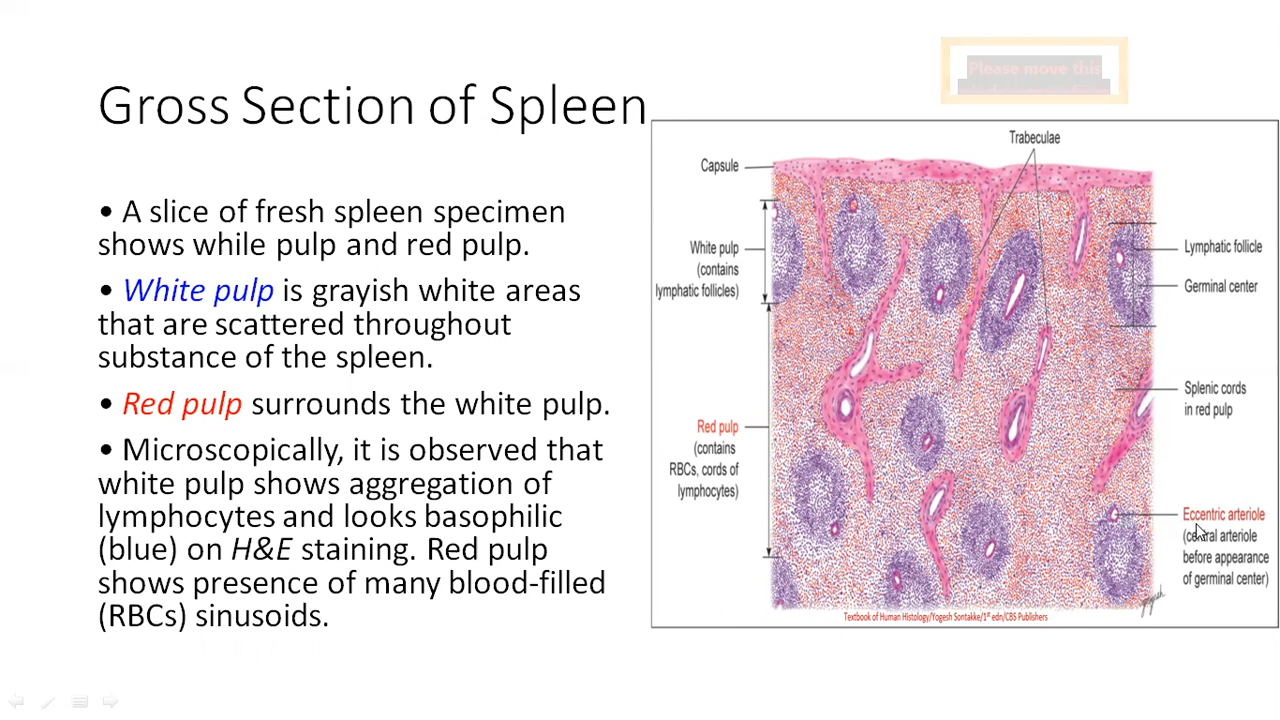 Please move this
Gross Section of Spleen
• A slice of fresh spleen specimen
shows while pulp and red pulp.
• White pulp is grayish white areas
that are scattered throughout
substance of the spleen.
• Red pulp surrounds the white pulp.
• Microscopically, it is observed that
white pulp shows aggregation of
lymphocytes and looks basophilic
(blue) on H&E staining. Red pulp
shows presence of many blood-filled
(RBCs) sinusoids.
Trabeculae
Capsule
White pulp
(contains
lymphatic follicles)
Red pulp
(contains
RBCs, cords of
lymphocytes)
Lymphatic follicle
Germinal center
Splenic cords
in red pulp
Eccentric arteriole
(central arteriole
before appearance
of germinal center)
Yogesh
Textbook of Human Histology/Yogesh Sontakke/1st edn/CBS Publishers